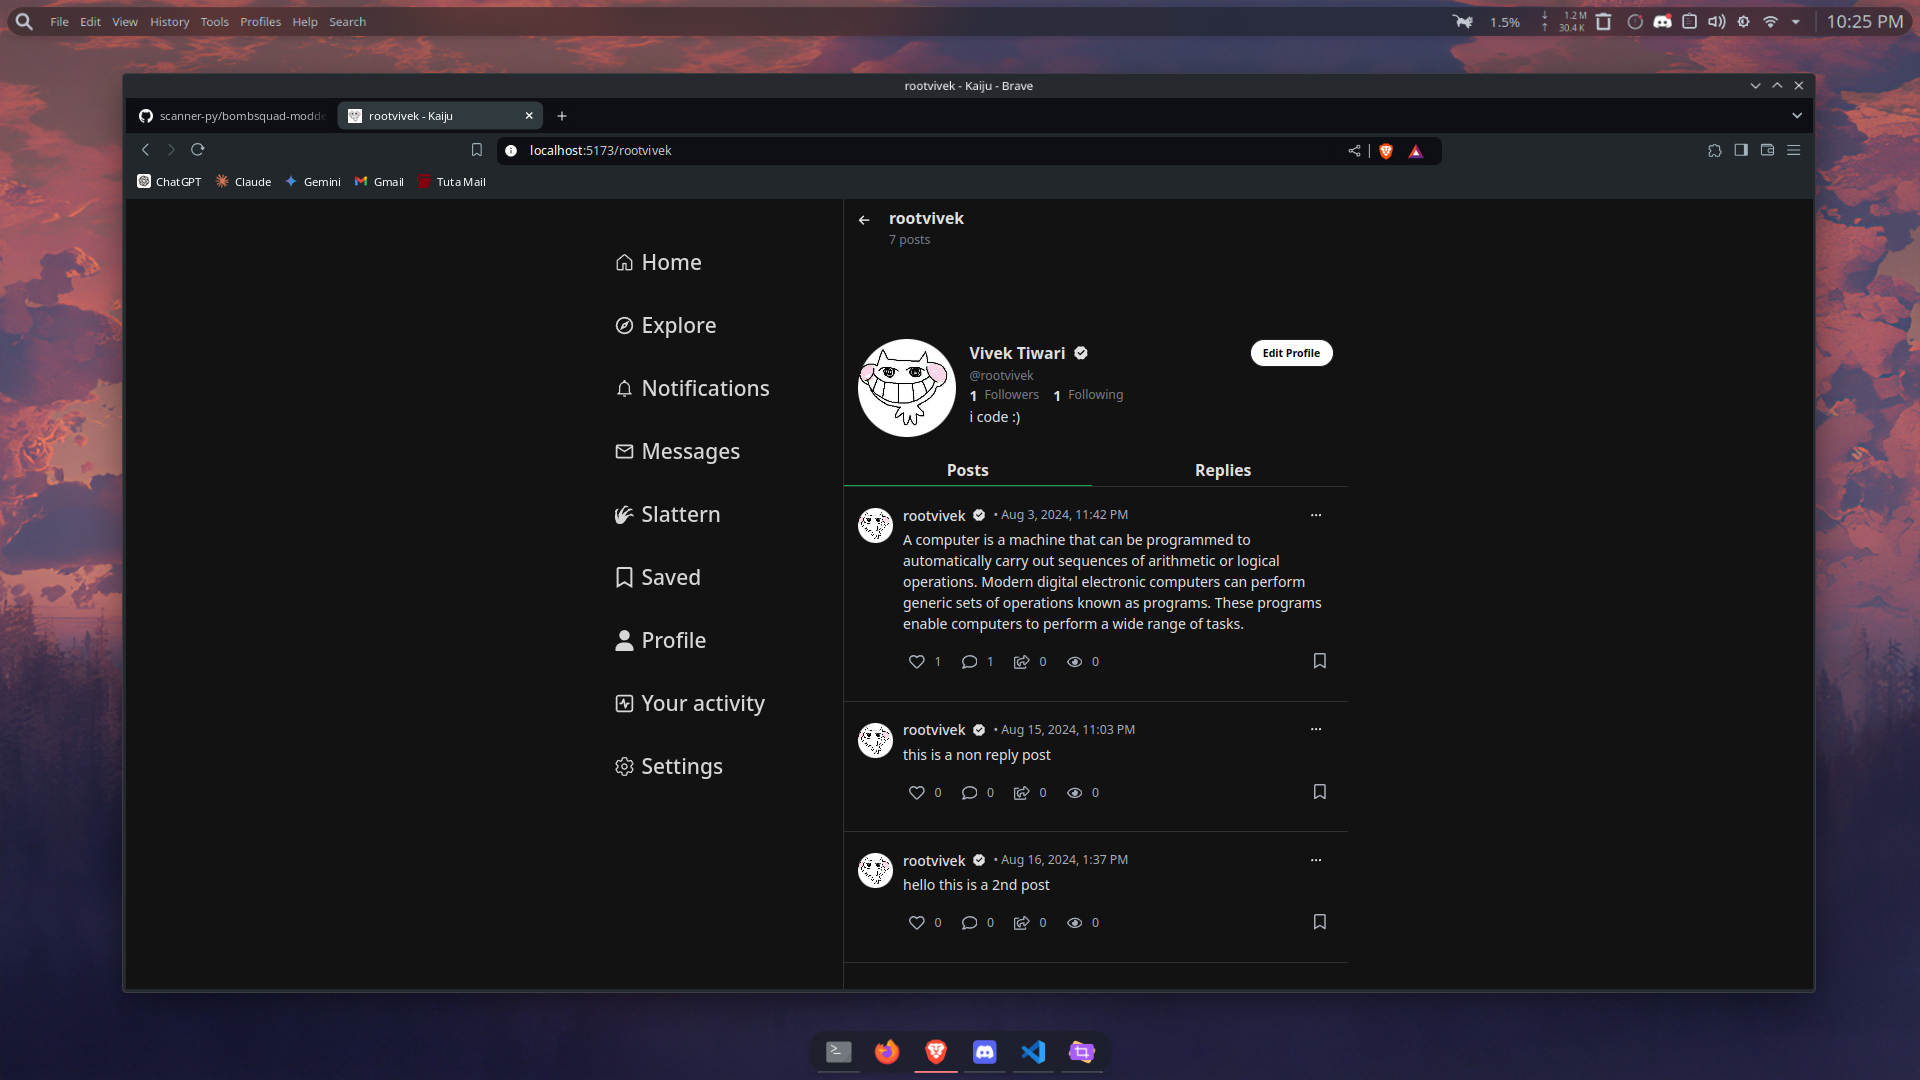 File Edit View History Tools Profiles Help Search
1.5%
1.2 M
30.4 K
10:25 PM
rootvivek - Kaiju - Brave
scanner-py/bombsquad-modde
rootvivek - Kaiju
localhost:5173/rootvivek
ChatGPT Claude Gemini Gmail Tuta Mail
Home
Explore
Notifications
Messages
Slattern
Saved
Profile
Your activity
Settings
rootvivek
7 posts
Vivek Tiwari
Edit Profile
@rootvivek
1 Followers 1 Following
i code :)
Posts Replies
rootvivek • Aug 3, 2024, 11:42 PM
A computer is a machine that can be programmed to
automatically carry out sequences of arithmetic or logical
operations. Modern digital electronic computers can perform
generic sets of operations known as programs. These programs
enable computers to perform a wide range of tasks.
1 1 0 0
rootvivek • Aug 15, 2024, 11:03 PM
this is a non reply post
0 0 0 0
rootvivek • Aug 16, 2024, 1:37 PM
hello this is a 2nd post
0 0 0 0